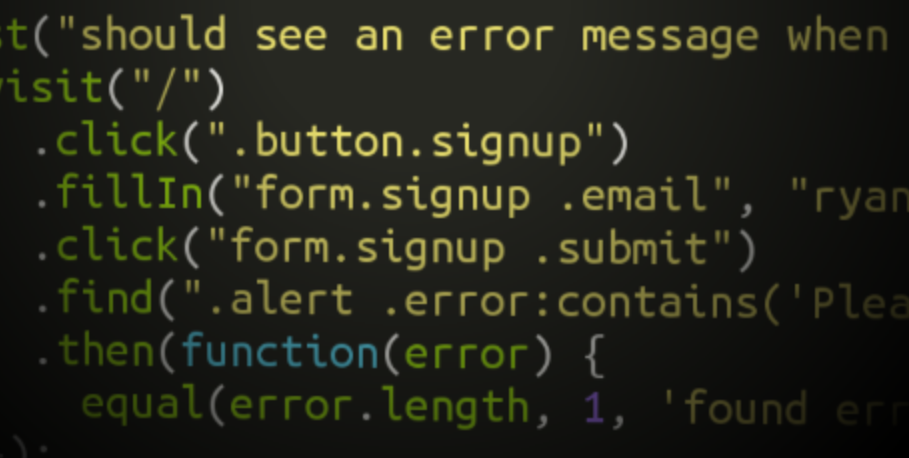 st("should see an error message when
visit("/")
.click(".button.signup")
.fillIn("form.signup .email", "ryan
.click("form.signup .submit")
.find(".alert .error:contains('Plea
.then(function(error) {
equal(error.length, 1, 'found err
);